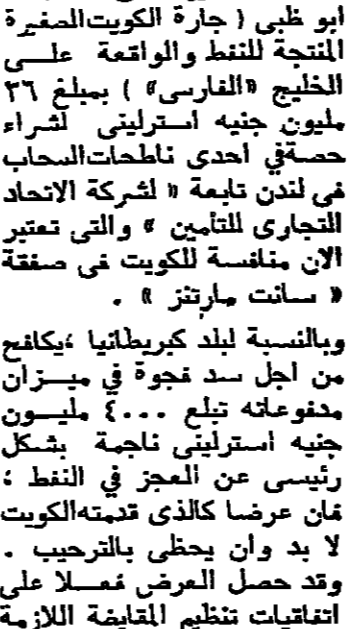 ابو ظبى ( جارة الكويت الصغيرة
المنتجة للنفط والواقعة علـــى
الخليج «الفارسى» ) بمبلغ ٣٦
مليون جنيه استرلينى لشراء
حصة في احدى ناطحات السحاب
فى لندن تابعة « لشركة الاتحاد
التجارى للتأمين » والتى تعتبر
الان منافسة للكويت فى صفقة
« سانت مارتنز » .
وبالنسبة لبلد كبريطانيا ، يكافح
من اجل سد فجوة في ميـــزان
مدفوعاته تبلغ ٤٠٠٠ مليـــون
جنيه استرلينى ناجمة بشكل
رئيسى عن العجز في النفط ؛
فان عرضا كالذى قدمته الكويت
لا بد وان يحظى بالترحيب .
وقد حصل العرض فعـــلا على
اتفاقيات تنظيم المقايضة اللازمة